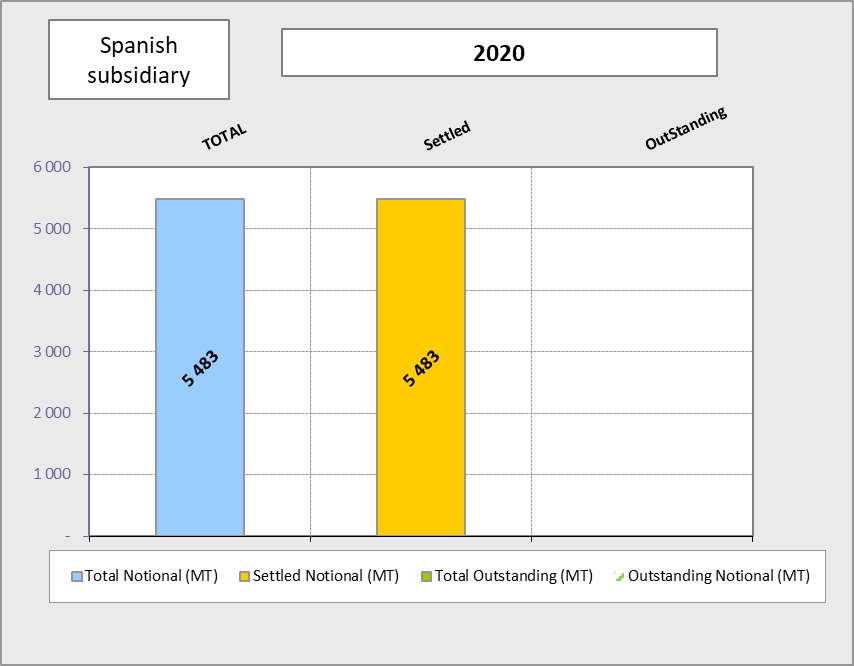 Spanish
subsidiary
2020
TOTAL
Settled
OutStanding
6 000
5 000
4 000
3 000
2 000
1 000
-
5 483
5 483
Total Notional (MT)
Settled Notional (MT)
Total Outstanding (MT)
Outstanding Notional (MT)